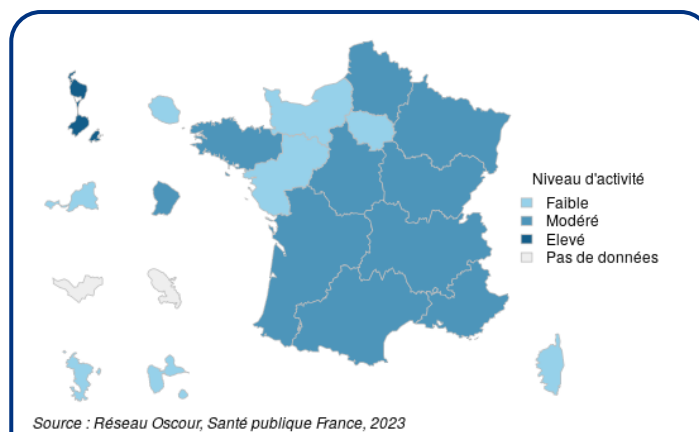 Niveau d'activité
Faible
Modéré
Elevé
Pas de données
Source : Réseau Oscour, Santé publique France, 2023